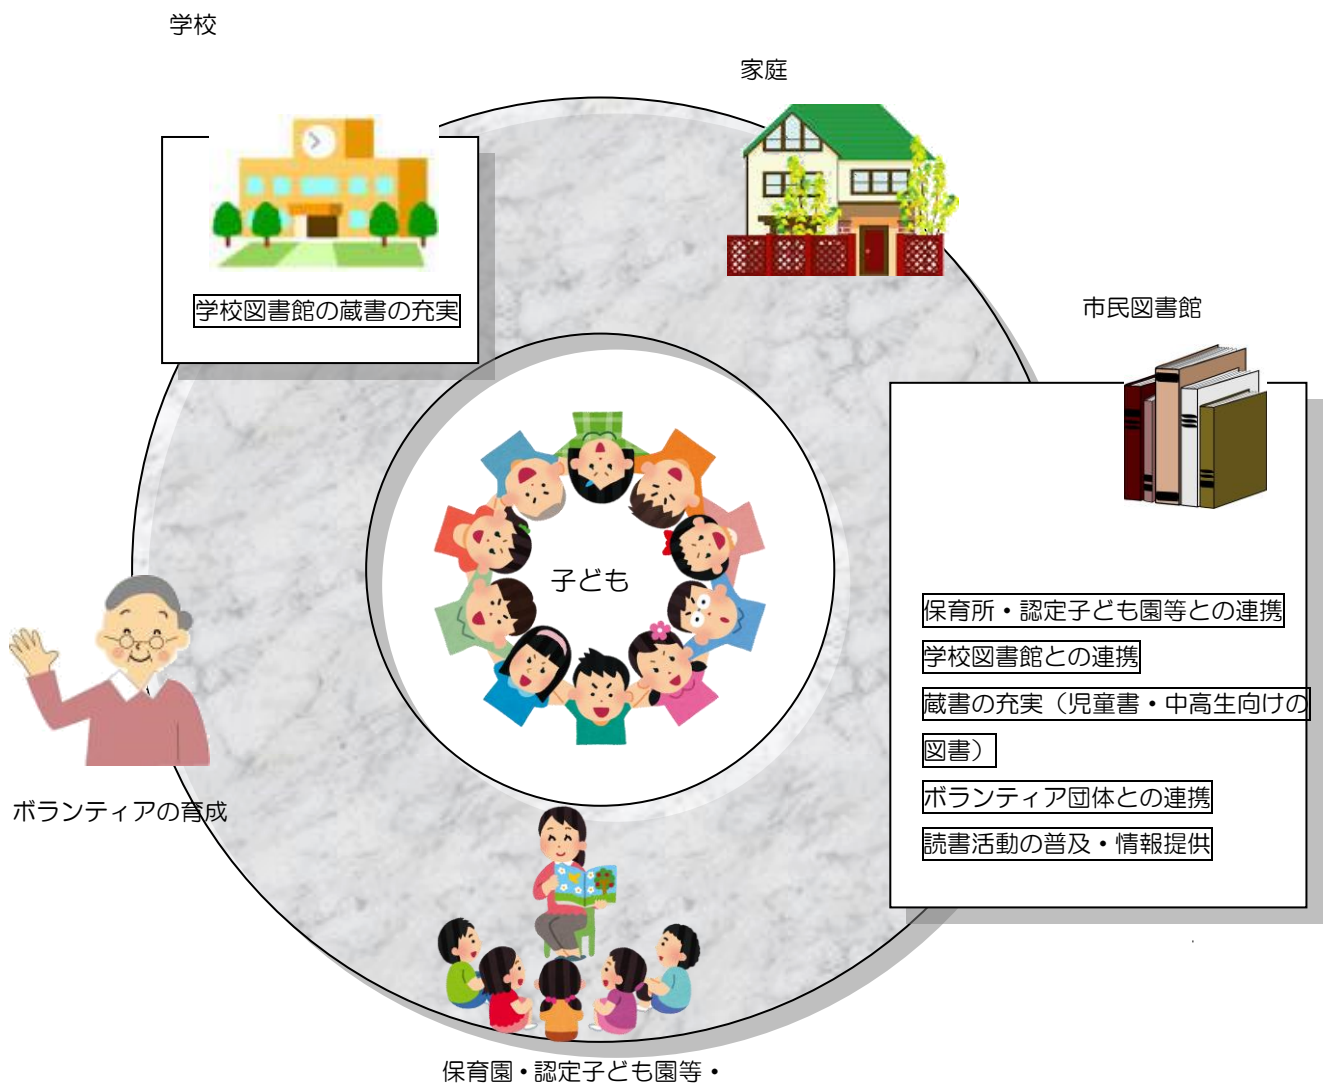 学校
家庭
学校図書館の蔵書の充実
市民図書館
子ども
保育所・認定子ども園等との連携
学校図書館との連携
蔵書の充実（児童書・中高生向けの
図書）
ボランティア団体との連携
読書活動の普及・情報提供
ボランティアの育成
保育園・認定子ども園等・